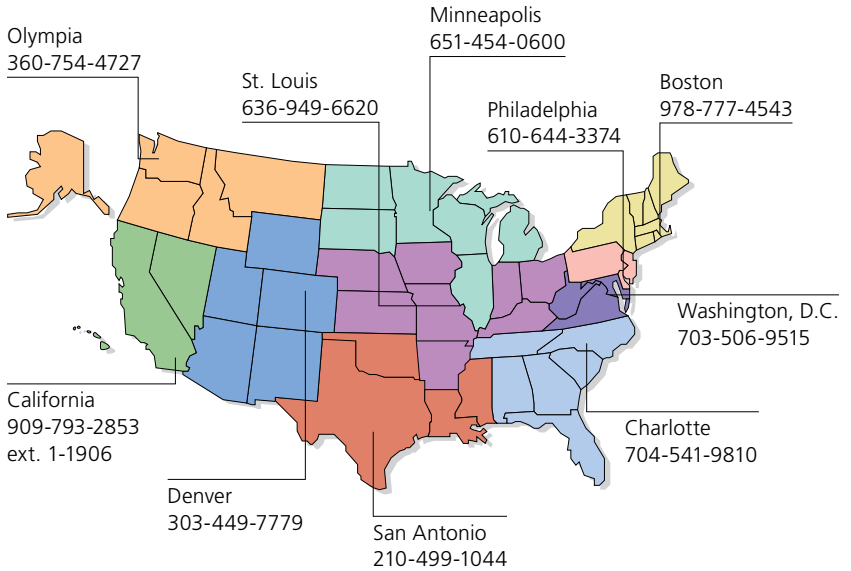 Minneapolis
651-454-0600
Olympia
360-754-4727
St. Louis
636-949-6620
Boston
978-777-4543
Philadelphia
610-644-3374
Washington, D.C.
703-506-9515
California
909-793-2853
ext. 1-1906
Charlotte
704-541-9810
Denver
303-449-7779
San Antonio
210-499-1044